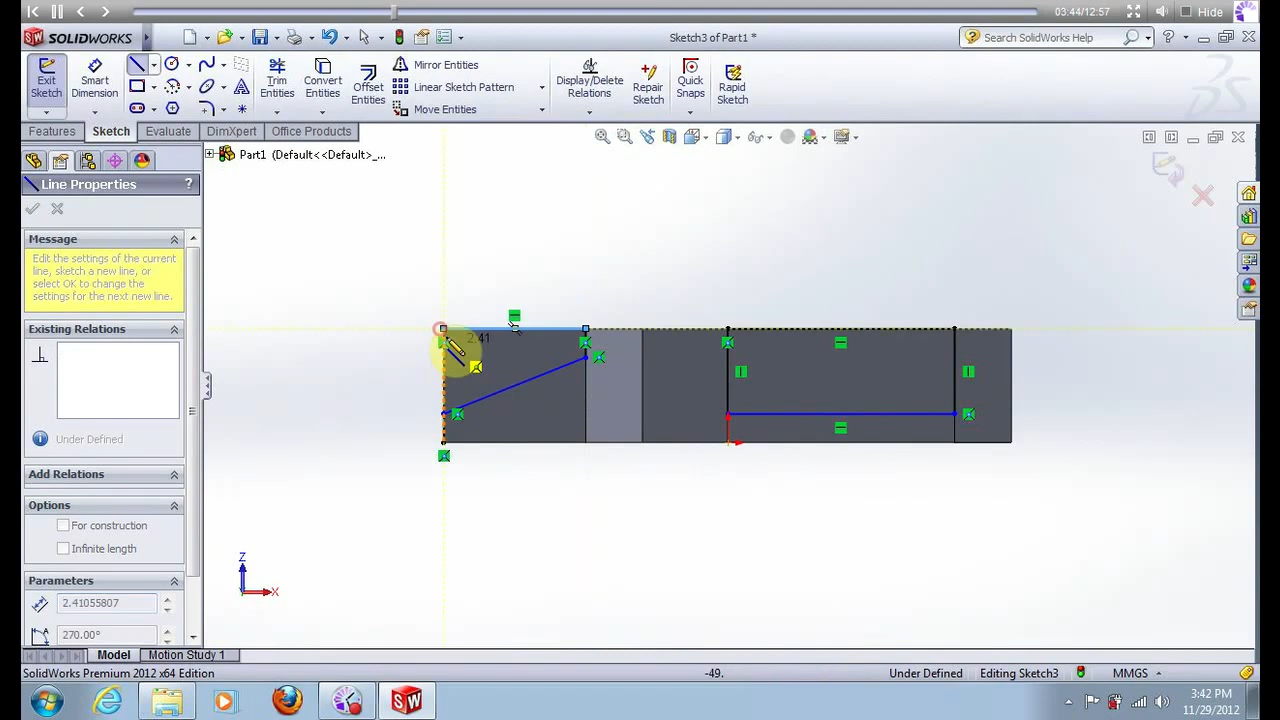 03:44/12:57
Hide
SOLIDWORKS
Sketch3 of Part1 *
Search SolidWorks Help
Exit Sketch
Smart Dimension
Trim Entities
Convert Entities
Offset Entities
Mirror Entities
Linear Sketch Pattern
Move Entities
Display/Delete Relations
Repair Sketch
Quick Snaps
Rapid Sketch
Features
Sketch
Evaluate
DimXpert
Office Products
Part1 (Default<<Default>_...
Line Properties
?
Message
Edit the settings of the current
line, sketch a new line, or
select OK to change the
settings for the next new line.
Existing Relations
Under Defined
Add Relations
Options
For construction
Infinite length
Parameters
2.41055807
270.00°
2.41
Z
X
Model
Motion Study 1
SolidWorks Premium 2012 x64 Edition
-49.
Under Defined
Editing Sketch3
MMGS
3:42 PM
11/29/2012